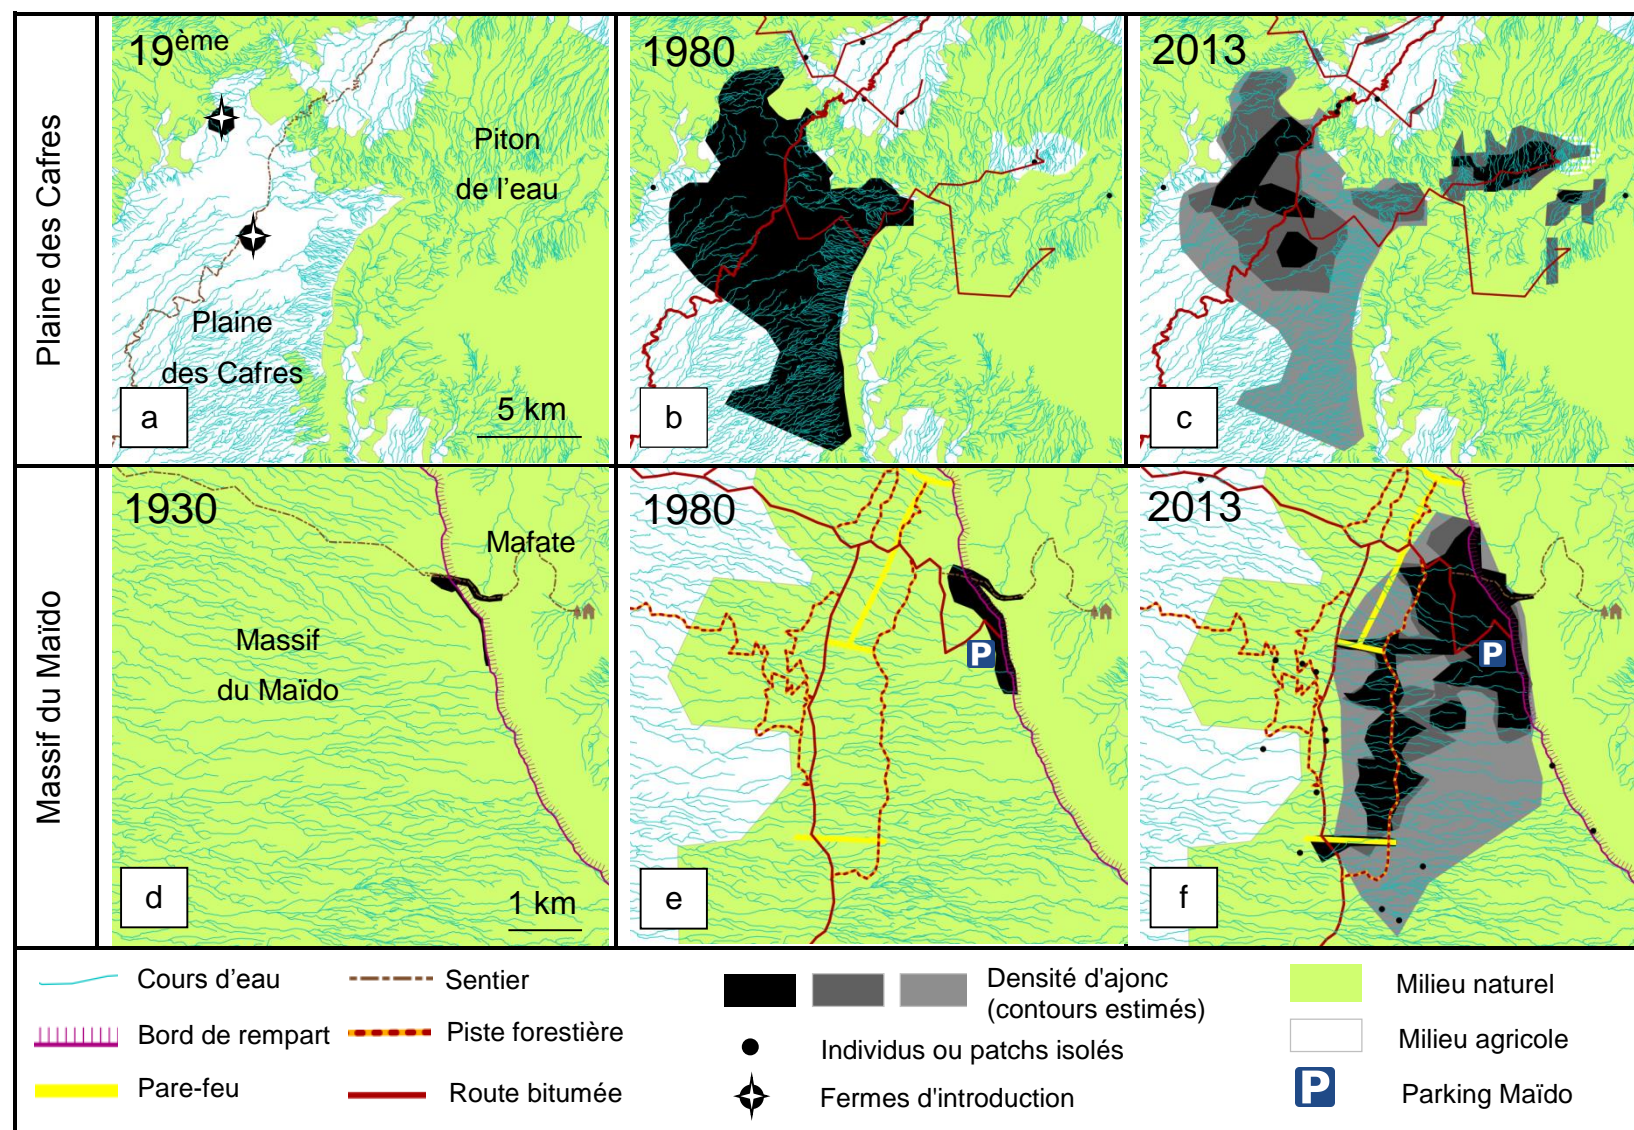 Plaine des Cafres
19ème
Piton
de l'eau
Plaine
des Cafres
a
5 km
1980
b
2013
c
Massif du Maïdo
1930
Mafate
Massif
du Maïdo
d
1 km
1980
P
e
2013
P
f
Cours d'eau
Sentier
Densité d'ajonc
(contours estimés)
Milieu naturel
Bord de rempart
Piste forestière
Individus ou patchs isolés
Milieu agricole
Pare-feu
Route bitumée
Fermes d'introduction
P
Parking Maïdo